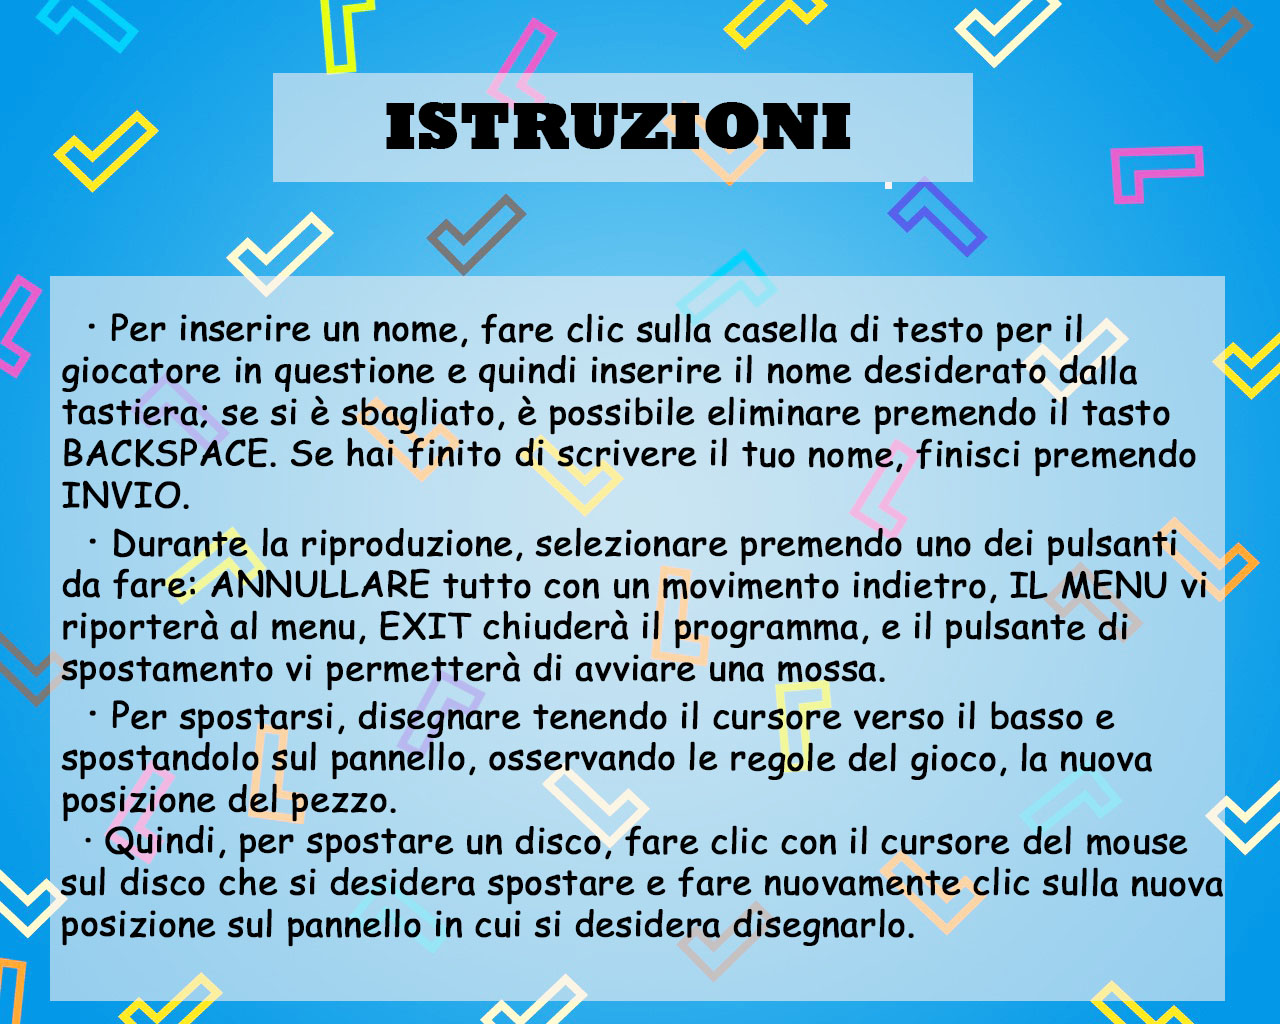 ISTRUZIONI
· Per inserire un nome, fare clic sulla casella di testo per il
giocatore in questione e quindi inserire il nome desiderato dalla
tastiera; se si è sbagliato, è possibile eliminare premendo il tasto
BACKSPACE. Se hai finito di scrivere il tuo nome, finisci premendo
INVIO.
· Durante la riproduzione, selezionare premendo uno dei pulsanti
da fare: ANNULLARE tutto con un movimento indietro, IL MENU vi
riporterà al menu, EXIT chiuderà il programma, e il pulsante di
spostamento vi permetterà di avviare una mossa.
· Per spostarsi, disegnare tenendo il cursore verso il basso e
spostandolo sul pannello, osservando le regole del gioco, la nuova
posizione del pezzo.
· Quindi, per spostare un disco, fare clic con il cursore del mouse
sul disco che si desidera spostare e fare nuovamente clic sulla nuova
posizione sul pannello in cui si desidera disegnarlo.